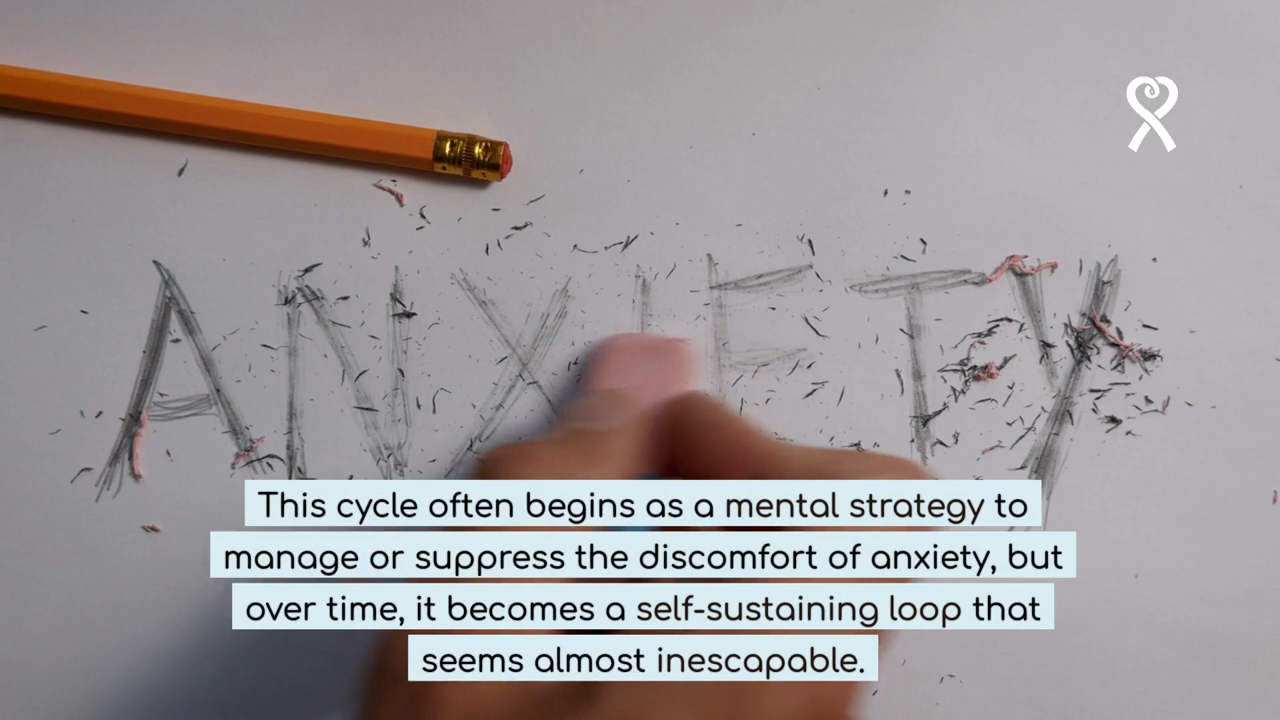 ANXIETY
This cycle often begins as a mental strategy to
manage or suppress the discomfort of anxiety, but
over time, it becomes a self-sustaining loop that
seems almost inescapable.